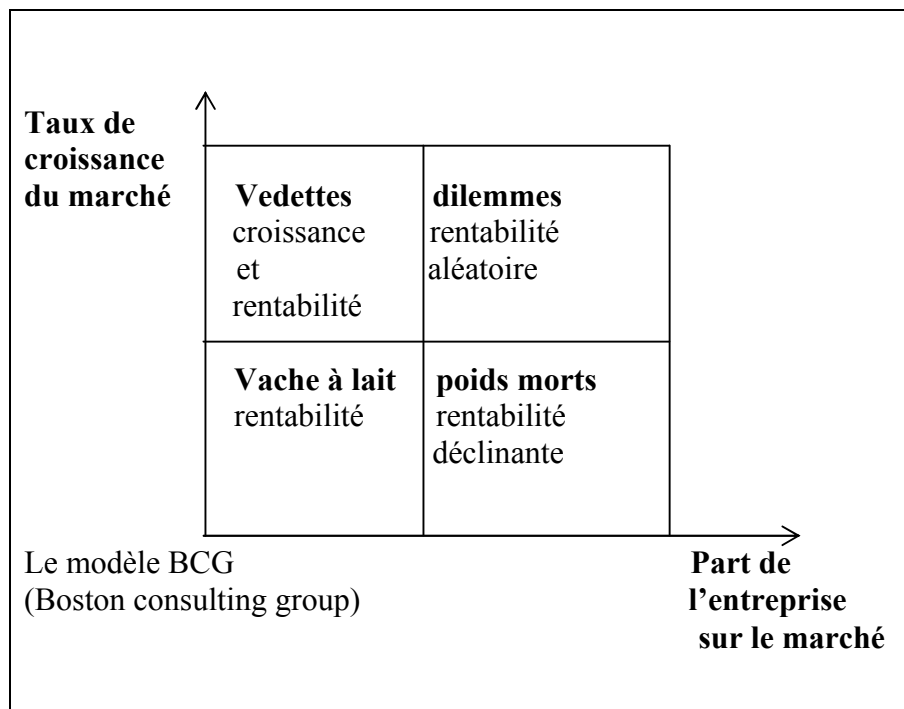 Taux de
croissance
du marché
Vedettes
croissance
et
rentabilité
dilemmes
rentabilité
aléatoire
Vache à lait
rentabilité
poids morts
rentabilité
déclinante
Le modèle BCG
(Boston consulting group)
Part de
l’entreprise
sur le marché